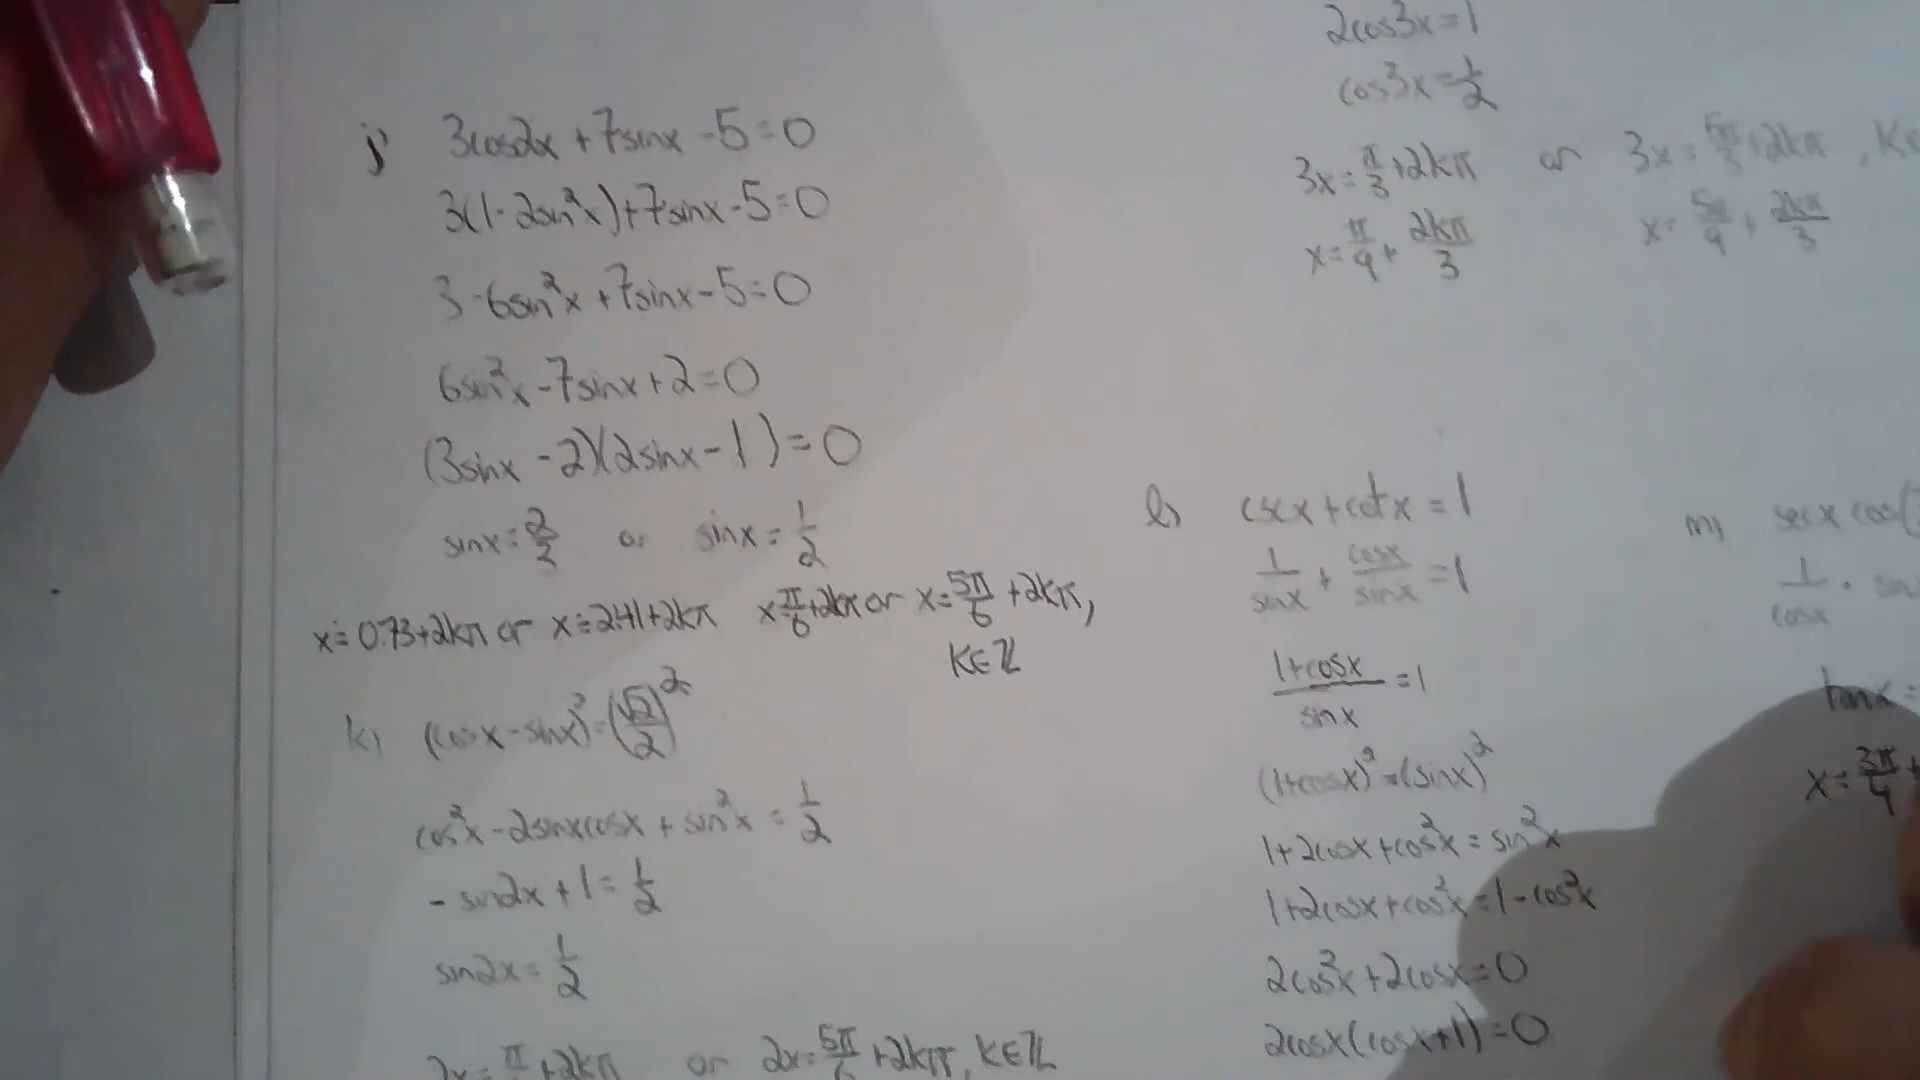 2cos3x=1
cos3x=1/2
3x=π/3+2kπ or 3x=5π/3+2kπ, K∈
x=π/9+2kπ/3 x=5π/9+2kπ/3
j) 3cos2x+7sinx-5=0
3(1-2sin²x)+7sinx-5=0
3-6sin²x+7sinx-5=0
6sin²x-7sinx+2=0
(3sinx-2)(2sinx-1)=0
sinx=2/3 or sinx=1/2
x≐0.73+2kπ or x≐2.41+2kπ x=π/6+2kπ or x=5π/6+2kπ,
K∈ℤ
k) (cosx-sinx)²=(√2/2)²
cos²x-2sinxcosx+sin²x=1/2
-sin2x+1=1/2
sin2x=1/2
2x=π/ +2kπ or 2x=5π/6+2kπ, K∈ℤ
l) cscx+cotx=1
1/sinx+cosx/sinx=1
1+cosx/sinx=1
(1+cosx)²=(sinx)²
1+2cosx+cos²x=sin²x
1+2cosx+cos²x=1-cos²x
2cos²x+2cosx=0
2cosx(cosx+1)=0
m) secx cos(
1/cosx · sin
tanx=
x=3π/4+